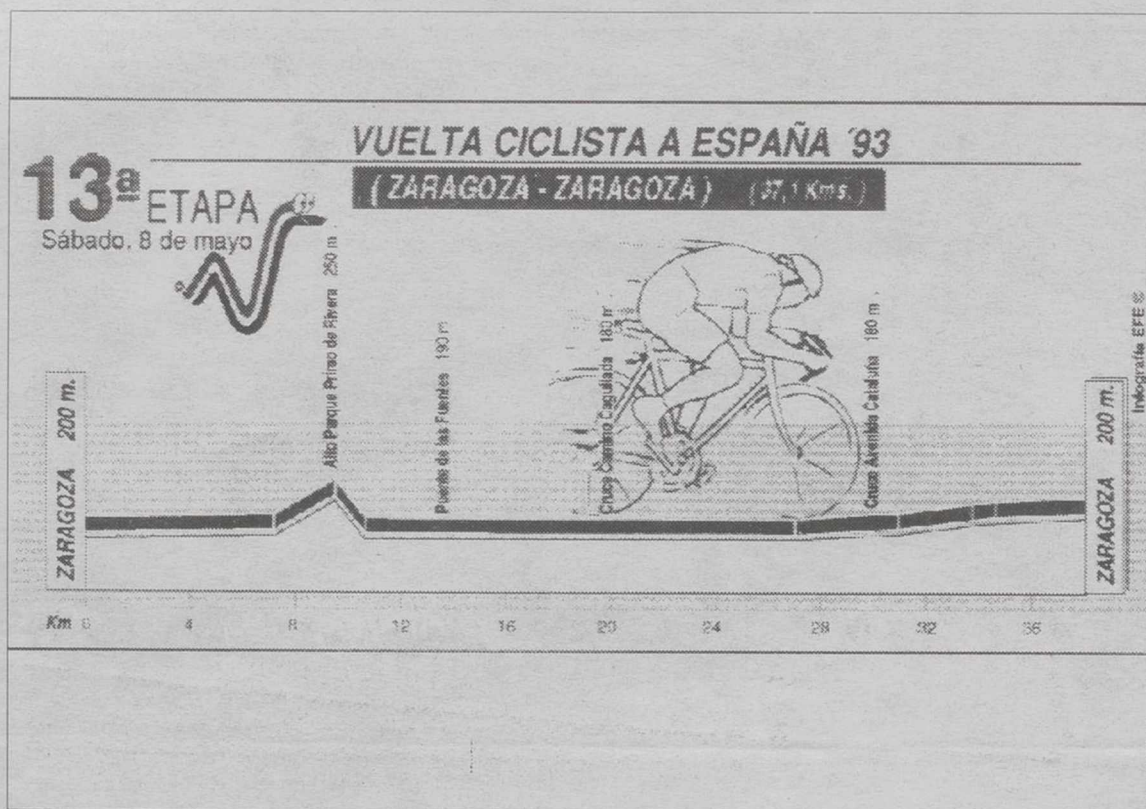 VUELTA CICLISTA A ESPAÑA '93
13ª ETAPA
(ZARAGOZA - ZARAGOZA) (37,1 Kms.)
Sábado, 8 de mayo
ZARAGOZA 200 m.
Alto Parque Primo de Rivera 250 m.
Puente de las Fuentes 190 m
Cruce Camino 180 m
Cruce Avenida Cataluña 180 m
ZARAGOZA 200 m.
Infografía EFE
Km 0 4 8 12 16 20 24 28 32 36